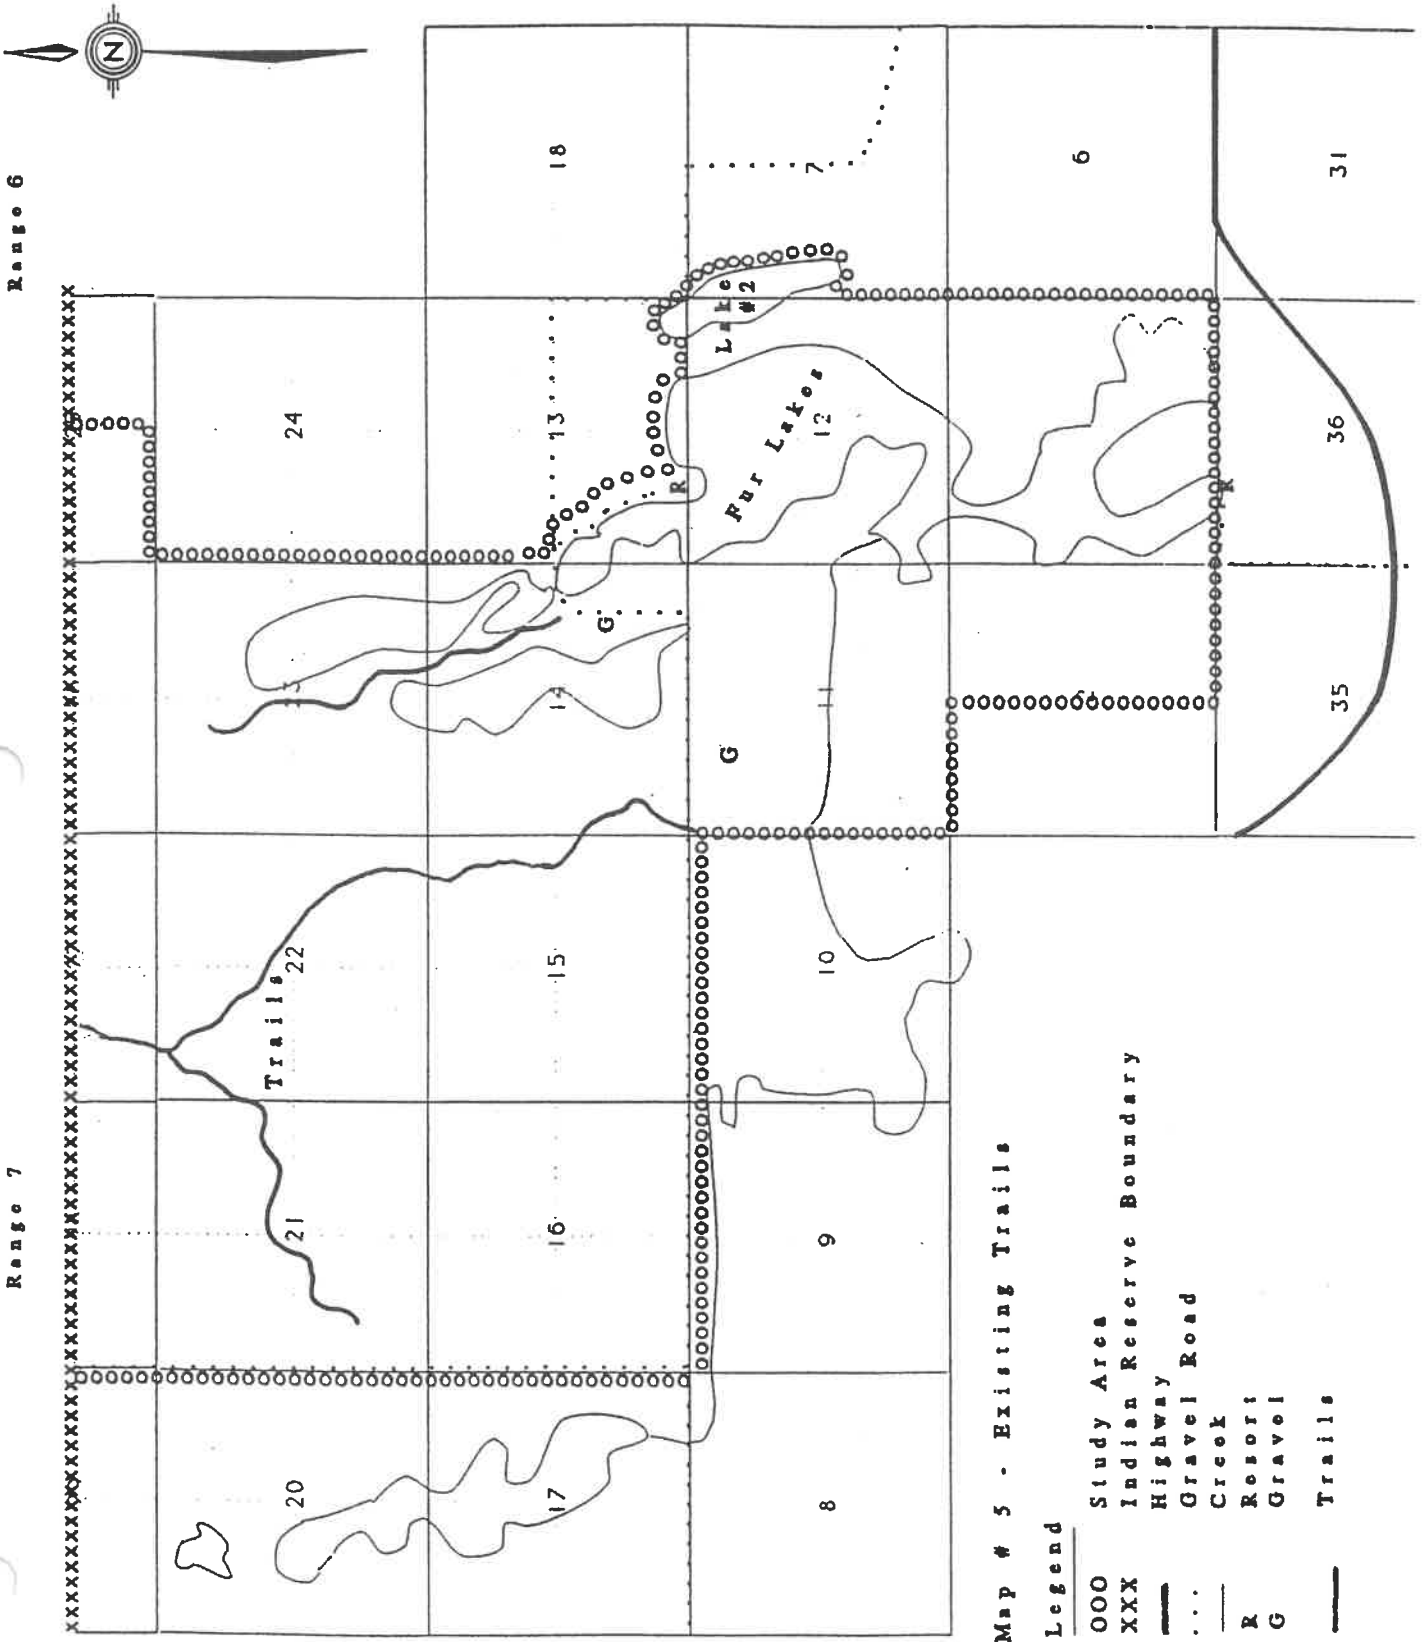 N
Range 7
Range 6
XXXXXXXXXXXXXXXXXXXXXXXX
20
21
22
23
24
17
16
15
14
13
18
8
9
10
11
12
7
6
35
36
31
Trails
Fur Lakes
Lake
#2
G
G
R
R
Map # 5 - Existing Trails
Legend
OOO Study Area
XXX Indian Reserve Boundary
Highway
.... Gravel Road
Creek
R Resort
G Gravel
Trails